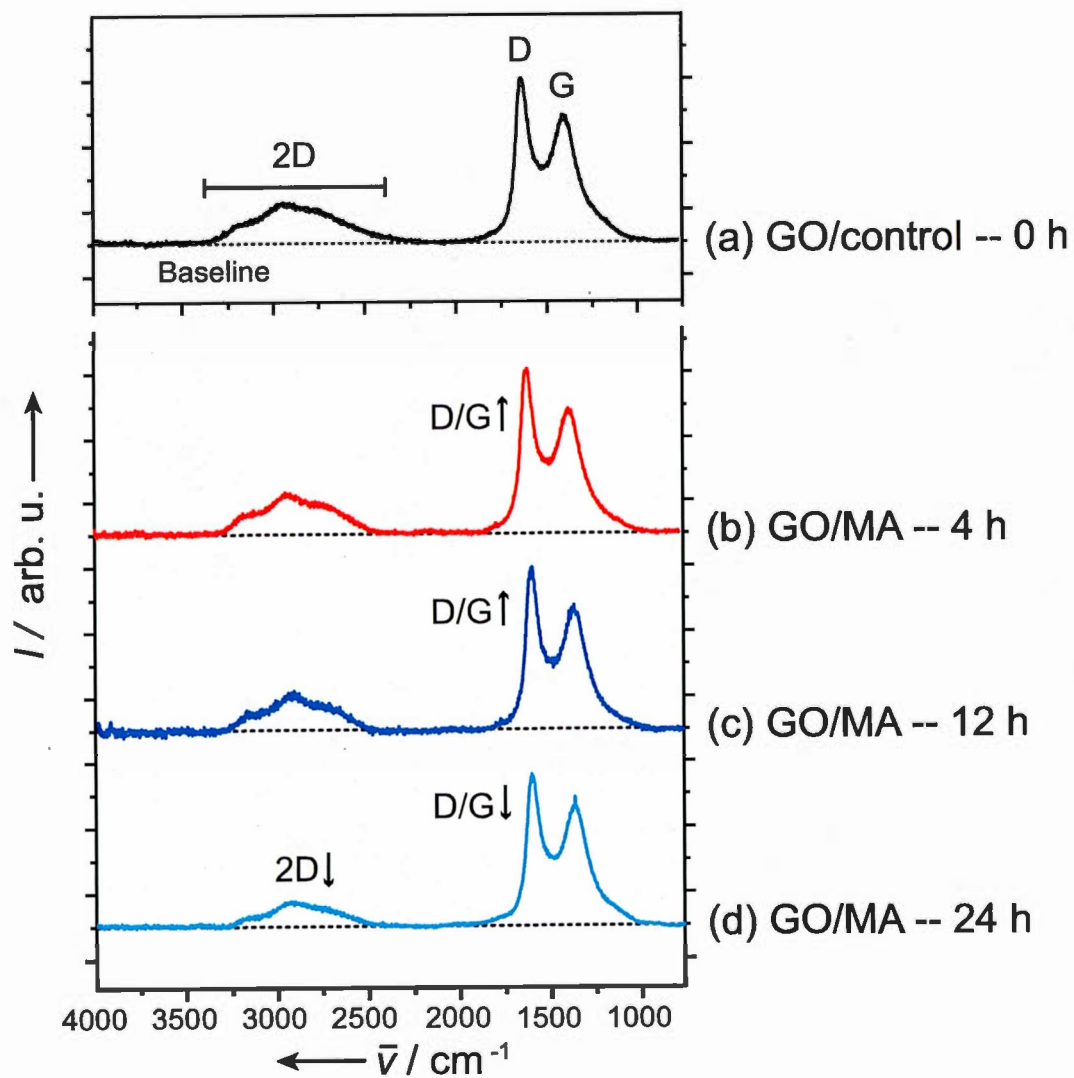 D
G
2D
Baseline
(a) GO/control -- 0 h
D/G↑
(b) GO/MA -- 4 h
D/G↑
(c) GO/MA -- 12 h
D/G↓
2D↓
(d) GO/MA -- 24 h
I / arb. u. →
4000 3500 3000 2500 2000 1500 1000
← ν̄ / cm⁻¹